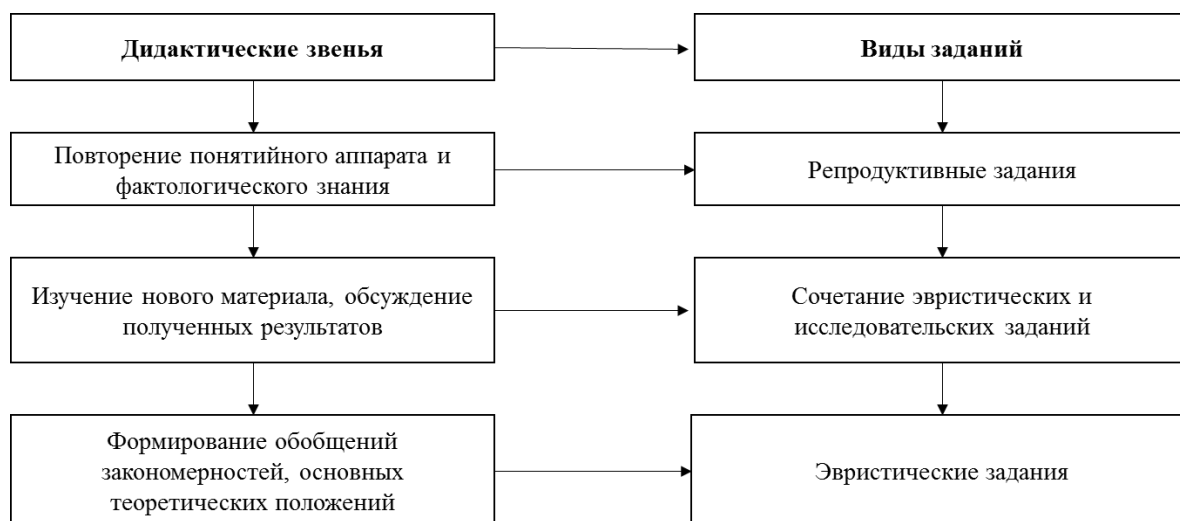 Дидактические звенья
Виды заданий
Повторение понятийного аппарата и
фактологического знания
Репродуктивные задания
Изучение нового материала, обсуждение
полученных результатов
Сочетание эвристических и
исследовательских заданий
Формирование обобщений
закономерностей, основных
теоретических положений
Эвристические задания